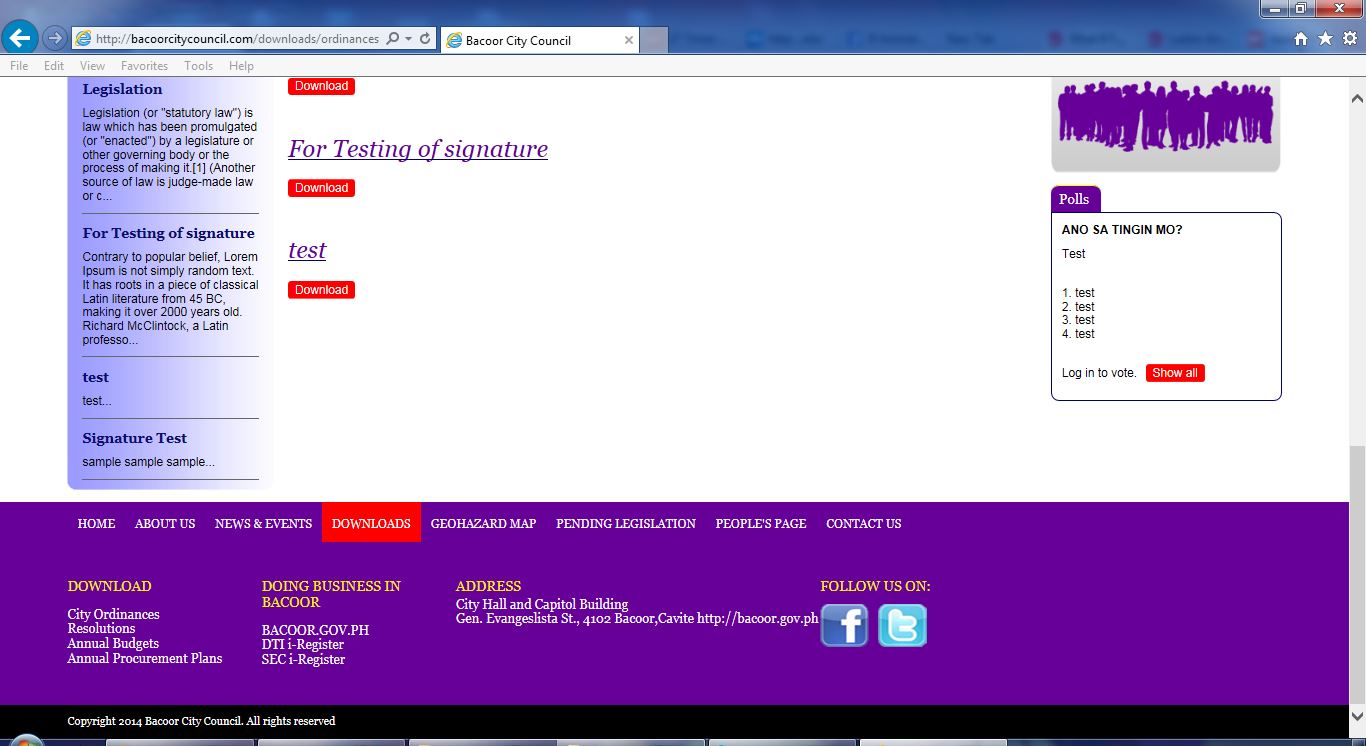 http://bacoorcitycouncil.com/downloads/ordinances
Bacoor City Council
File Edit View Favorites Tools Help
Legislation
Legislation (or "statutory law") is
law which has been promulgated
(or "enacted") by a legislature or
other governing body or the
process of making it.[1] (Another
source of law is judge-made law
or c...
For Testing of signature
Contrary to popular belief, Lorem
Ipsum is not simply random text.
It has roots in a piece of classical
Latin literature from 45 BC,
making it over 2000 years old.
Richard McClintock, a Latin
professo...
test
test...
Signature Test
sample sample sample...
Download
For Testing of signature
Download
test
Download
Polls
ANO SA TINGIN MO?
Test
1. test
2. test
3. test
4. test
Log in to vote. Show all
HOME ABOUT US NEWS & EVENTS DOWNLOADS GEOHAZARD MAP PENDING LEGISLATION PEOPLE'S PAGE CONTACT US
DOWNLOAD
City Ordinances
Resolutions
Annual Budgets
Annual Procurement Plans
DOING BUSINESS IN
BACOOR
BACOOR.GOV.PH
DTI i-Register
SEC i-Register
ADDRESS
City Hall and Capitol Building
Gen. Evangeslista St., 4102 Bacoor,Cavite http://bacoor.gov.ph
FOLLOW US ON:
Copyright 2014 Bacoor City Council. All rights reserved